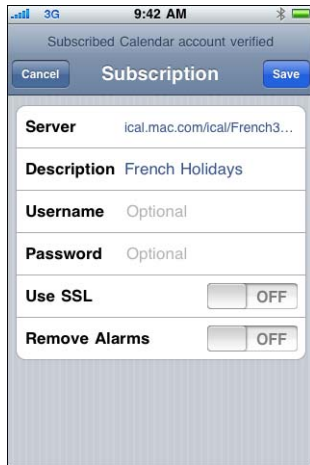 3G 9:42 AM
Subscribed Calendar account verified
Cancel Subscription Save
Server ical.mac.com/ical/French3...
Description French Holidays
Username Optional
Password Optional
Use SSL OFF
Remove Alarms OFF